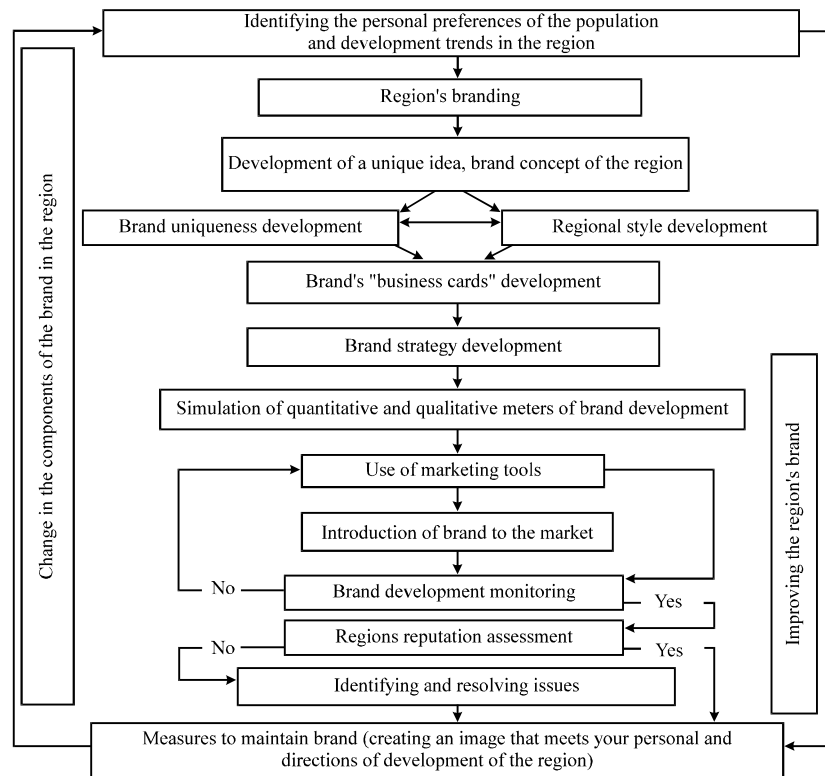 Identifying the personal preferences of the population
and development trends in the region
Region's branding
Development of a unique idea, brand concept of the region
Brand uniqueness development
Regional style development
Brand's "business cards" development
Brand strategy development
Simulation of quantitative and qualitative meters of brand development
Use of marketing tools
Introduction of brand to the market
No
Brand development monitoring
Yes
No
Regions reputation assessment
Yes
Identifying and resolving issues
Measures to maintain brand (creating an image that meets your personal and
directions of development of the region)
Change in the components of the brand in the region
Improving the region's brand